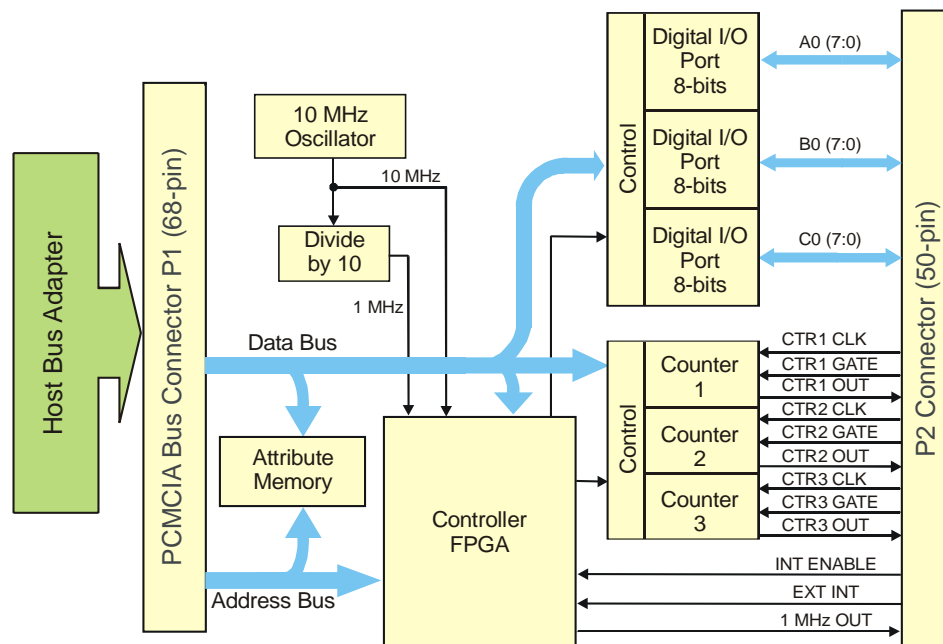 Host Bus Adapter
PCMCIA Bus Connector P1 (68-pin)
10 MHz
Oscillator
10 MHz
Divide
by 10
1 MHz
Data Bus
Attribute
Memory
Address Bus
Controller
FPGA
Control
Digital I/O
Port
8-bits
Digital I/O
Port
8-bits
Digital I/O
Port
8-bits
A0 (7:0)
B0 (7:0)
C0 (7:0)
Control
Counter
1
Counter
2
Counter
3
CTR1 CLK
CTR1 GATE
CTR1 OUT
CTR2 CLK
CTR2 GATE
CTR2 OUT
CTR3 CLK
CTR3 GATE
CTR3 OUT
INT ENABLE
EXT INT
1 MHz OUT
P2 Connector (50-pin)